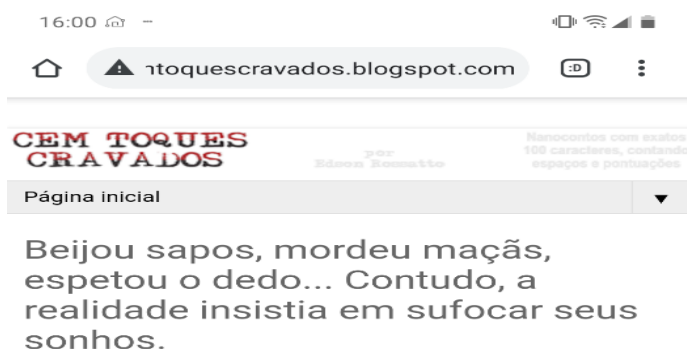 16:00
ntoquescravados.blogspot.com
:D
CEM TOQUES
CRAVADOS
por
Edson Rossatto
Nanocontos com exatos
100 caracteres, contando
espaços e pontuações
Página inicial
Beijou sapos, mordeu maçãs,
espetou o dedo... Contudo, a
realidade insistia em sufocar seus
sonhos.